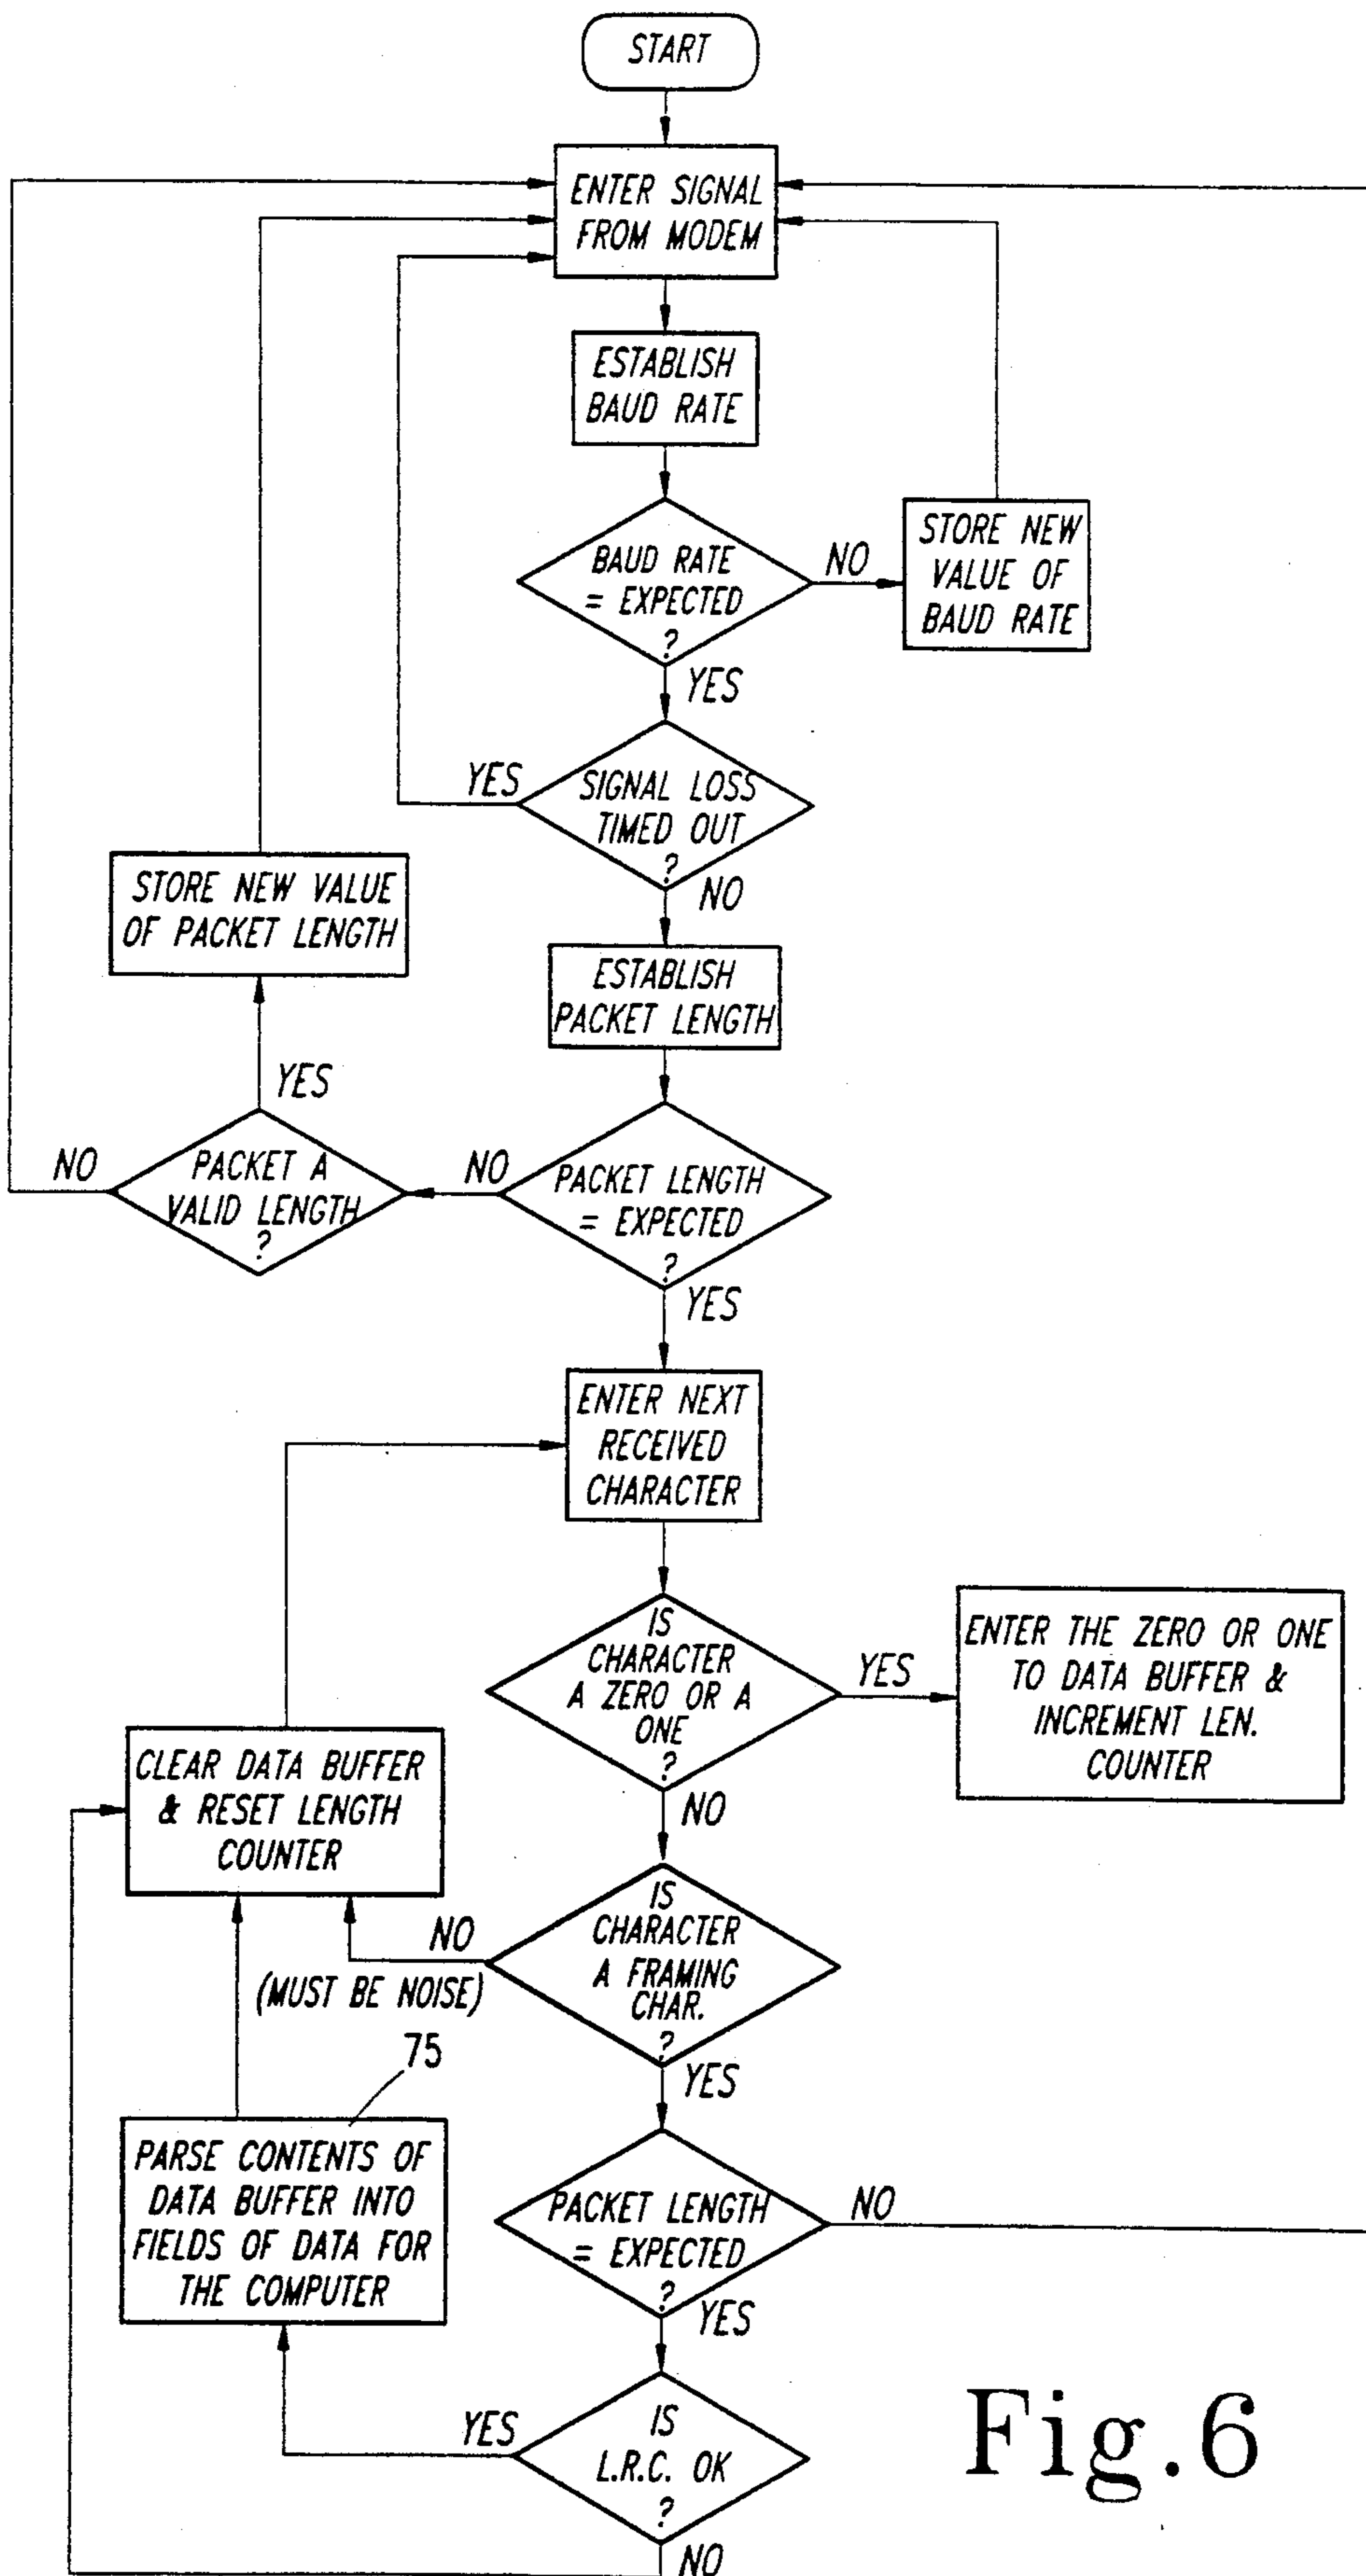 START
ENTER SIGNAL
FROM MODEM
ESTABLISH
BAUD RATE
BAUD RATE
= EXPECTED
?
NO
STORE NEW
VALUE OF
BAUD RATE
YES
SIGNAL LOSS
TIMED OUT
?
YES
NO
STORE NEW VALUE
OF PACKET LENGTH
ESTABLISH
PACKET LENGTH
YES
NO
PACKET A
VALID LENGTH
?
NO
PACKET LENGTH
= EXPECTED
?
YES
ENTER NEXT
RECEIVED
CHARACTER
IS
CHARACTER
A ZERO OR A
ONE
?
YES
ENTER THE ZERO OR ONE
TO DATA BUFFER &
INCREMENT LEN.
COUNTER
CLEAR DATA BUFFER
& RESET LENGTH
COUNTER
NO
IS
CHARACTER
A FRAMING
CHAR.
?
NO
(MUST BE NOISE)
75
YES
PARSE CONTENTS OF
DATA BUFFER INTO
FIELDS OF DATA FOR
THE COMPUTER
PACKET LENGTH
= EXPECTED
?
NO
YES
YES
IS
L.R.C. OK
?
NO
Fig.6